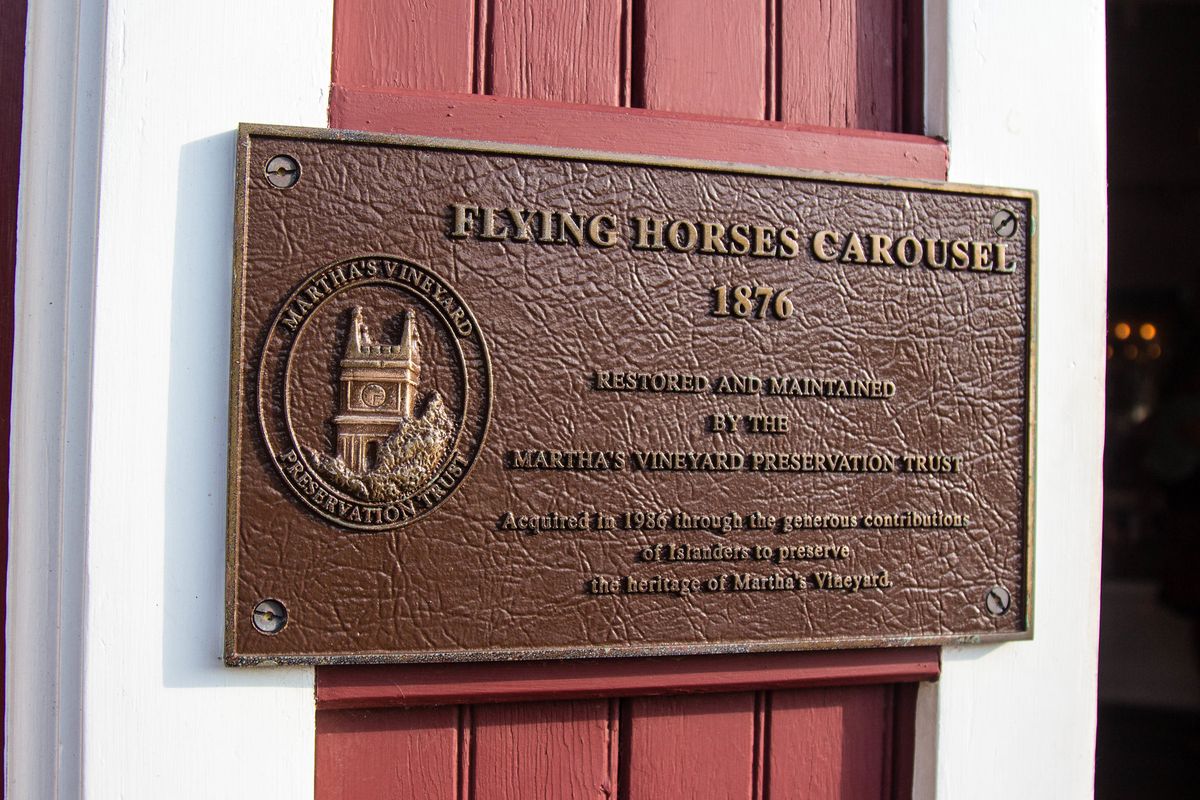 FLYING HORSES CAROUSEL
1876
MARTHA'S VINEYARD
PRESERVATION TRUST
RESTORED AND MAINTAINED
BY THE
MARTHA'S VINEYARD PRESERVATION TRUST
Acquired in 1986 through the generous contributions
of Islanders to preserve
the heritage of Martha's Vineyard.